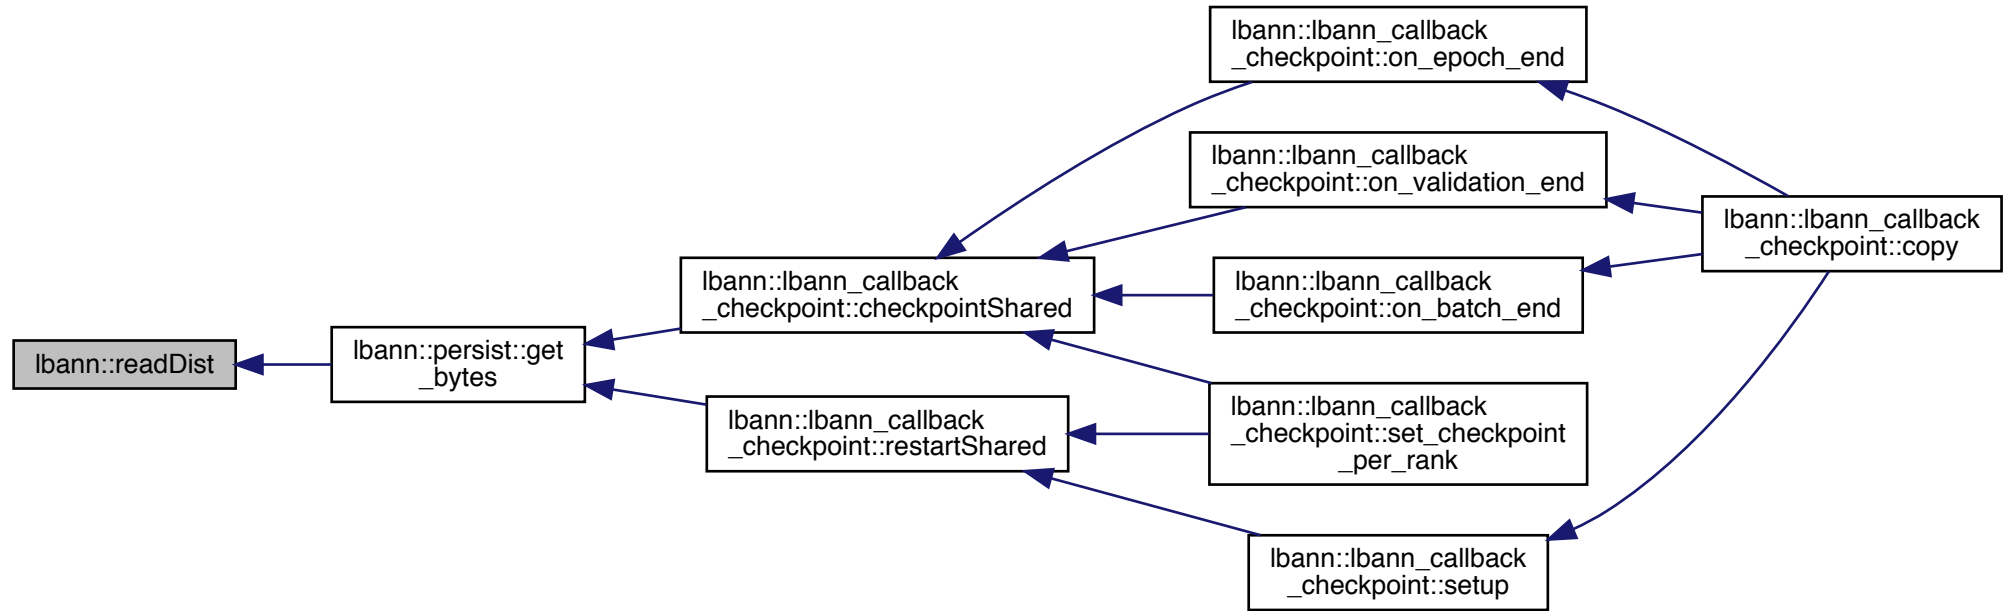 lbann::readDist
lbann::persist::get
_bytes
lbann::lbann_callback
_checkpoint::checkpointShared
lbann::lbann_callback
_checkpoint::restartShared
lbann::lbann_callback
_checkpoint::on_epoch_end
lbann::lbann_callback
_checkpoint::on_validation_end
lbann::lbann_callback
_checkpoint::on_batch_end
lbann::lbann_callback
_checkpoint::set_checkpoint
_per_rank
lbann::lbann_callback
_checkpoint::setup
lbann::lbann_callback
_checkpoint::copy